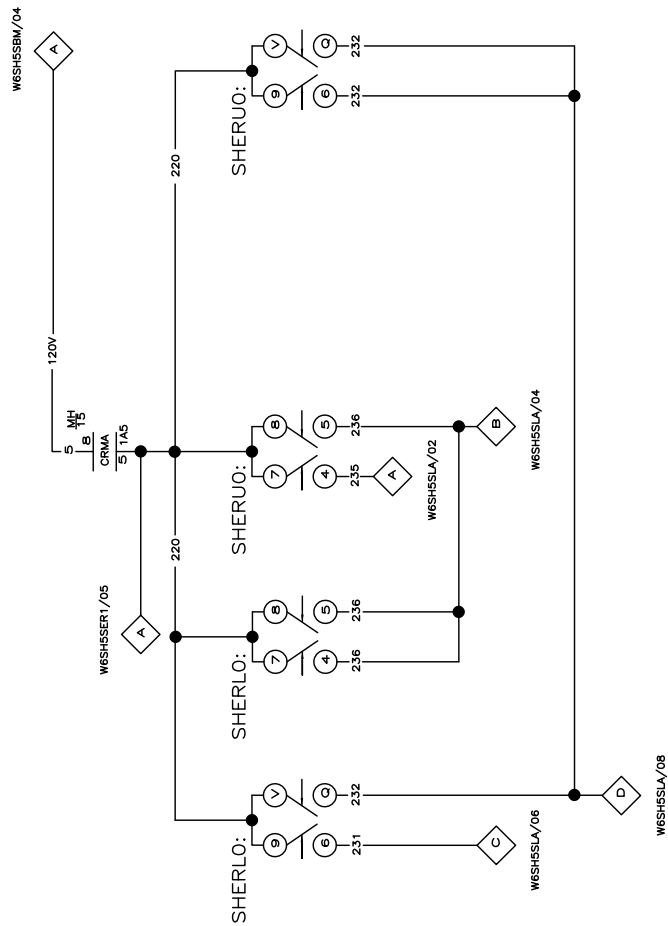 W6SH5SBM/04
A
120V
5
MH
15
8
CRMA
5
1A5
W6SH5SER1/05
A
220
220
SHERUO:
V
Q
232
9
6
232
SHERUO:
8
5
236
7
4
235
A
W6SH5SLA/02
B
W6SH5SLA/04
SHERLO:
8
5
236
7
4
236
SHERLO:
V
Q
232
9
6
231
C
W6SH5SLA/06
D
W6SH5SLA/08